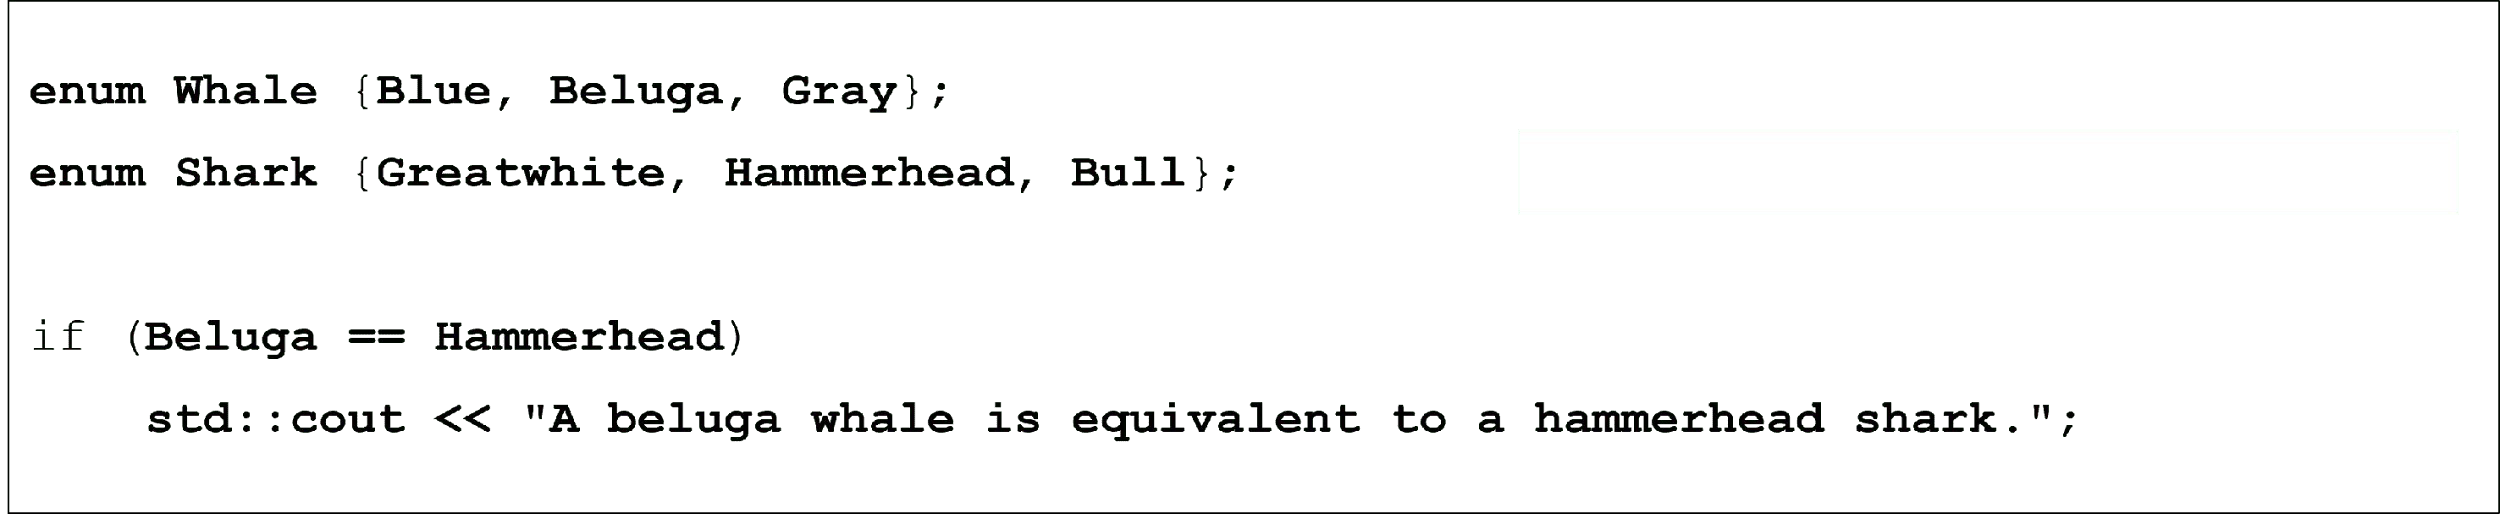 enum Whale {Blue, Beluga, Gray};
enum Shark {Greatwhite, Hammerhead, Bull};
if (Beluga == Hammerhead)
std::cout << "A beluga whale is equivalent to a hammerhead shark.";